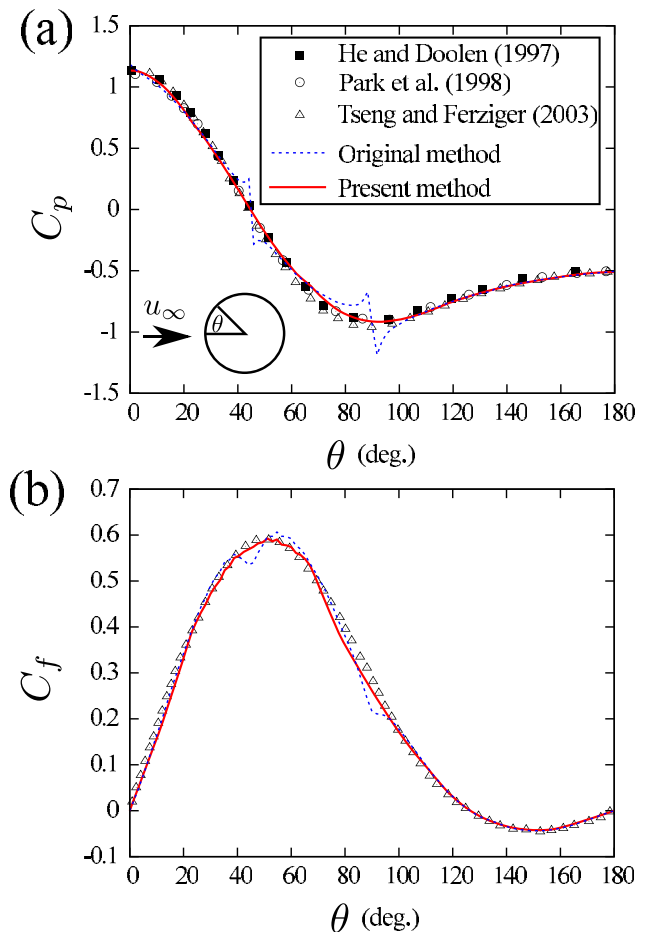 (a)
1.5
1
0.5
0
-0.5
-1
-1.5
C_p
He and Doolen (1997)
Park et al. (1998)
Tseng and Ferziger (2003)
Original method
Present method
u_∞
θ
0 20 40 60 80 100 120 140 160 180
θ (deg.)
(b)
0.7
0.6
0.5
0.4
0.3
0.2
0.1
0
-0.1
C_f
0 20 40 60 80 100 120 140 160 180
θ (deg.)